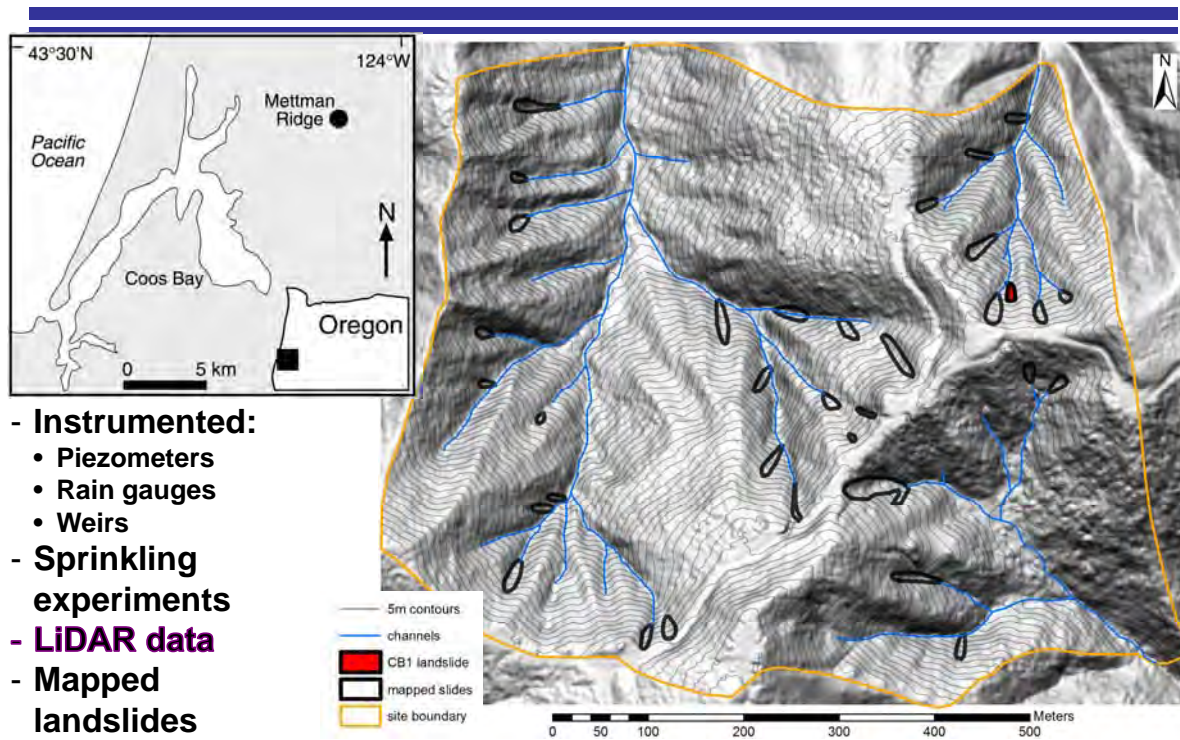 43°30'N
124°W
Mettman
Ridge
Pacific
Ocean
N
Coos Bay
Oregon
0 5 km
N
- Instrumented:
• Piezometers
• Rain gauges
• Weirs
- Sprinkling
experiments
- LiDAR data
- Mapped
landslides
5m contours
channels
CB1 landslide
mapped slides
site boundary
Meters
0 50 100 200 300 400 500